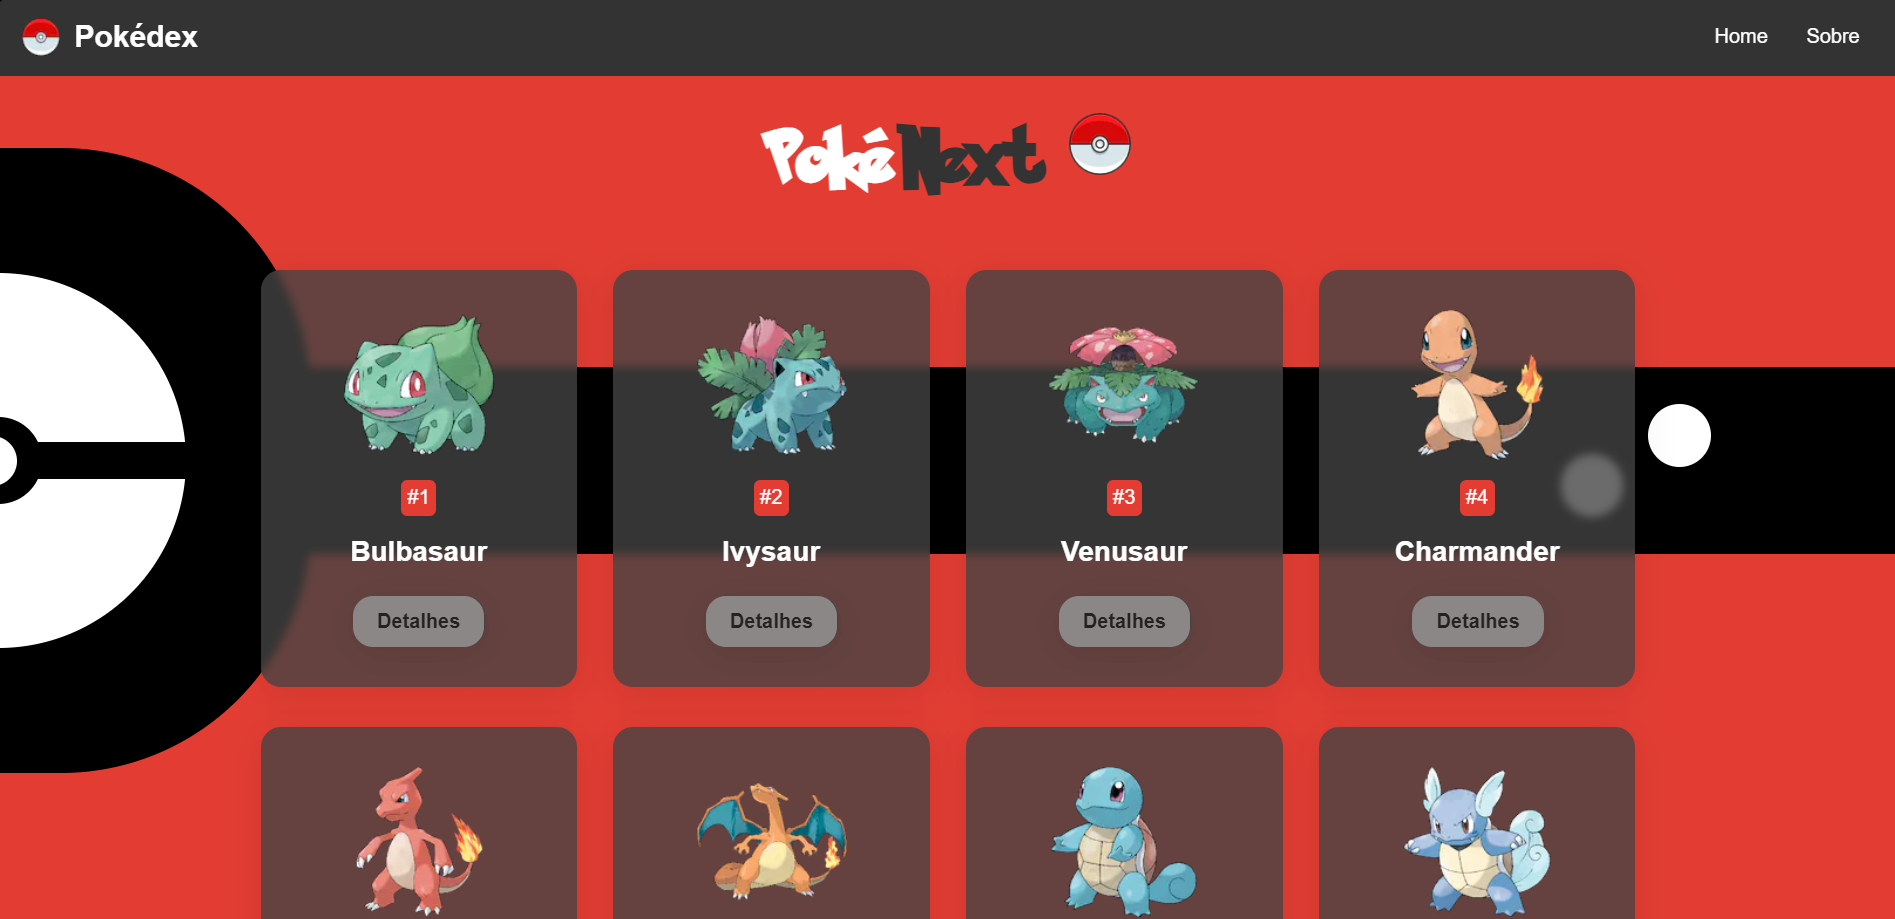 Pokédex
Home
Sobre
PokéNext
#1
#2
#3
#4
Bulbasaur
Ivysaur
Venusaur
Charmander
Detalhes
Detalhes
Detalhes
Detalhes